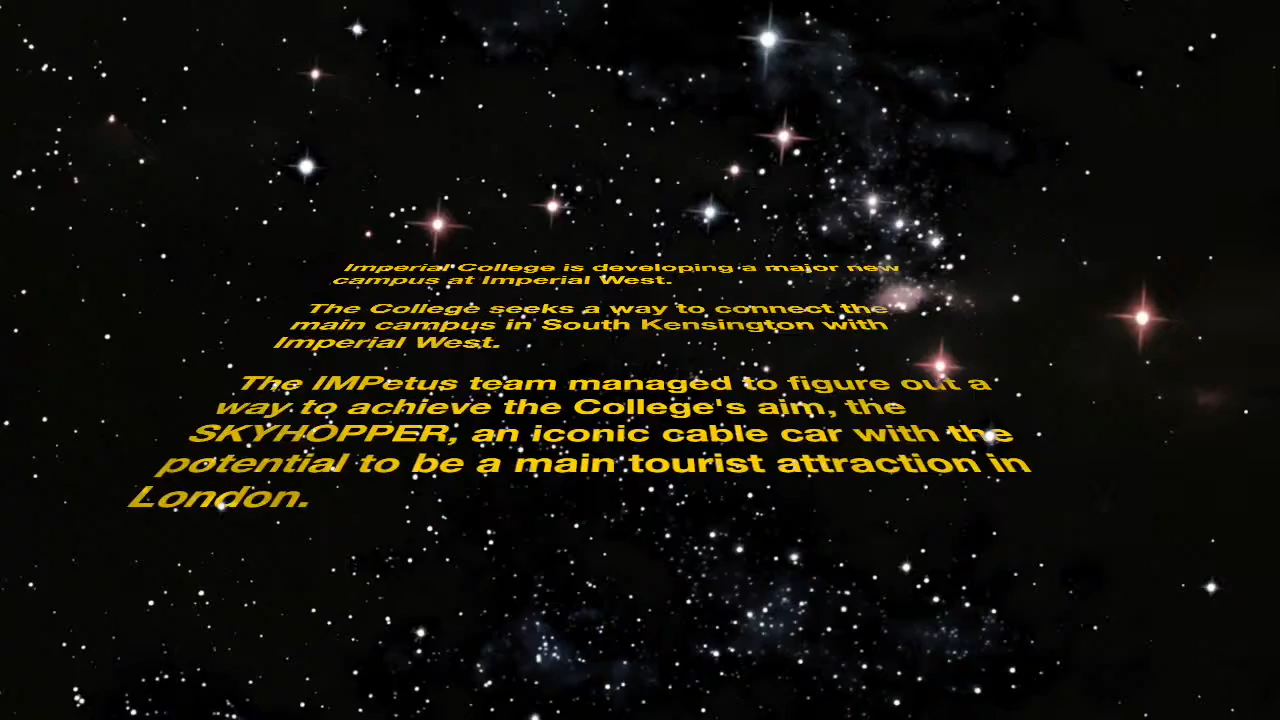 Imperial College is developing a major new
campus at Imperial West.
The College seeks a way to connect the
main campus in South Kensington with
Imperial West.
The IMPetus team managed to figure out a
way to achieve the College's aim, the
SKYHOPPER, an iconic cable car with the
potential to be a main tourist attraction in
London.